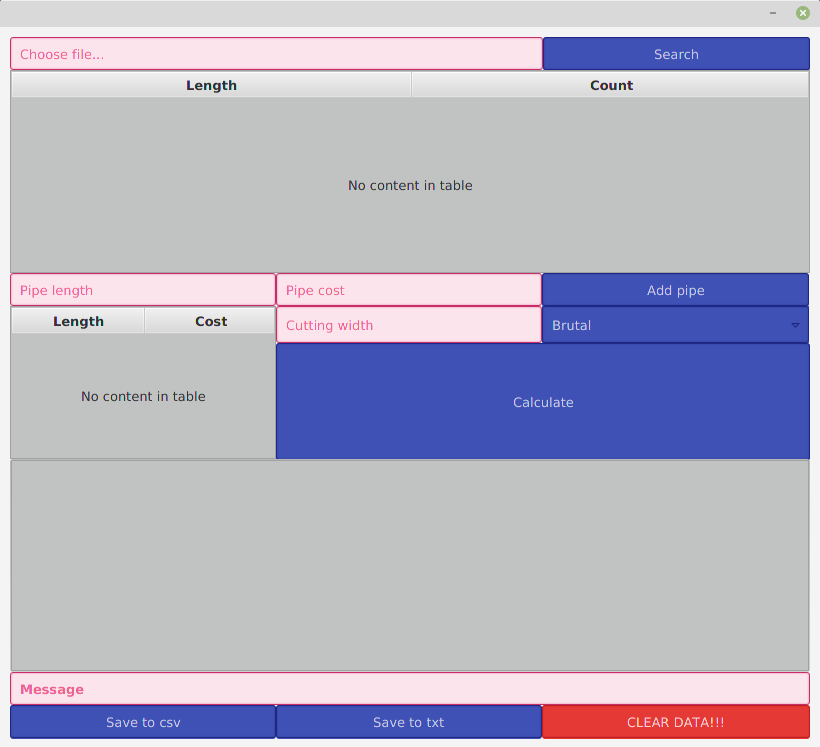 Choose file...
Search
Length
Count
No content in table
Pipe length
Pipe cost
Add pipe
Length
Cost
Cutting width
Brutal
No content in table
Calculate
Message
Save to csv
Save to txt
CLEAR DATA!!!